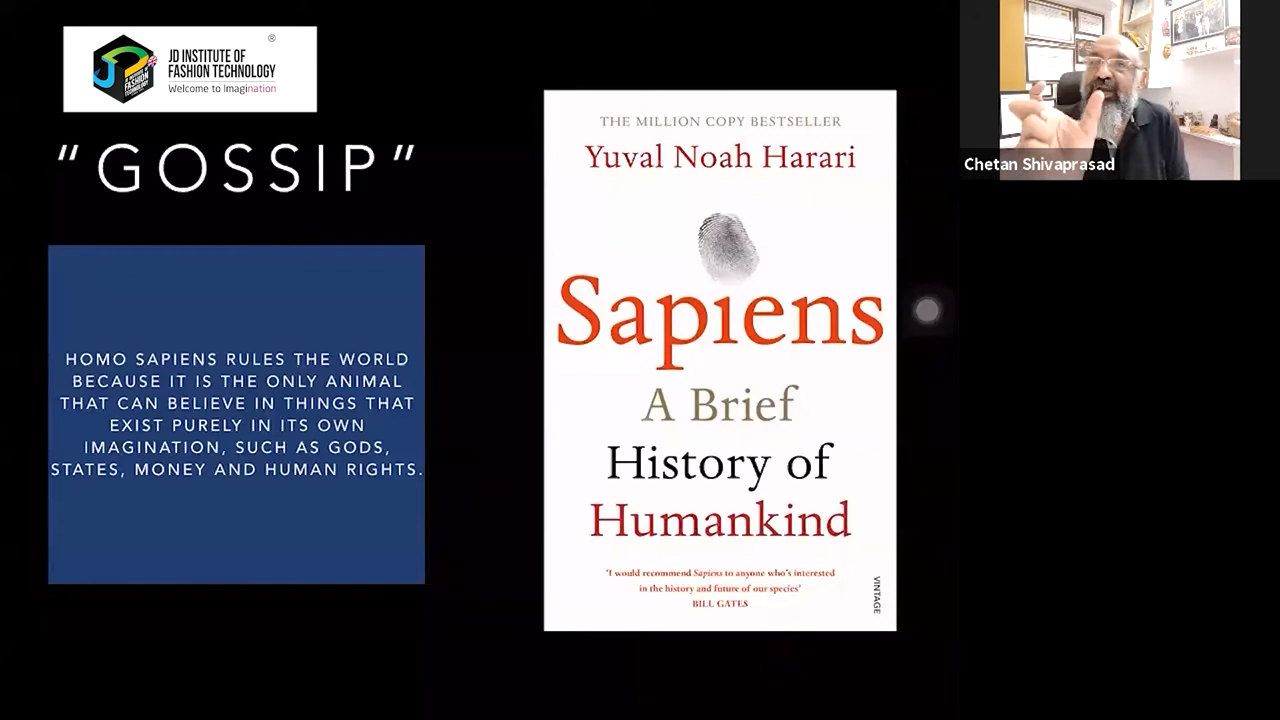 ®
JD INSTITUTE OF
FASHION TECHNOLOGY
Welcome to Imagination
“GOSSIP”
HOMO SAPIENS RULES THE WORLD
BECAUSE IT IS THE ONLY ANIMAL
THAT CAN BELIEVE IN THINGS THAT
EXIST PURELY IN ITS OWN
IMAGINATION, SUCH AS GODS,
STATES, MONEY AND HUMAN RIGHTS.
THE MILLION COPY BESTSELLER
Yuval Noah Harari
Sapiens
A Brief
History of
Humankind
‘I would recommend Sapiens to anyone who’s interested
in the history and future of our species’
BILL GATES
VINTAGE
Chetan Shivaprasad